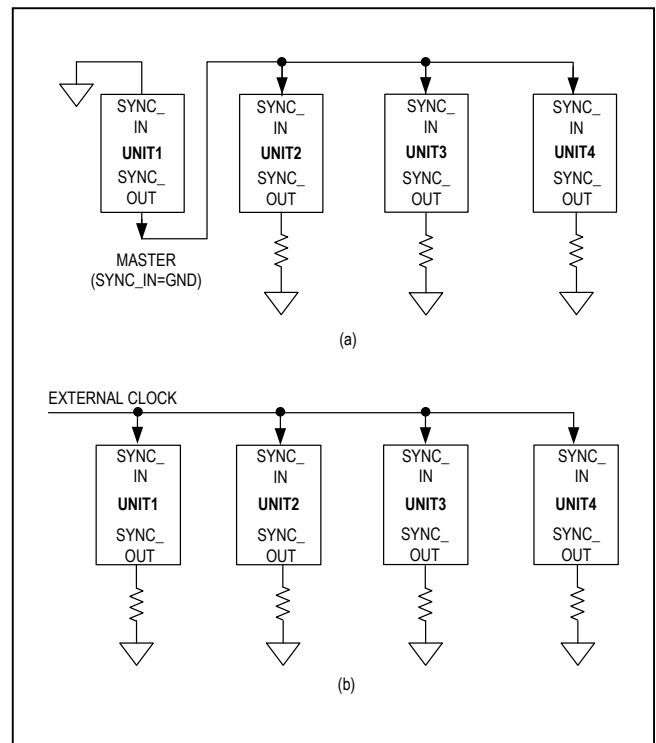 SYNC_
IN
UNIT1
SYNC_
OUT
SYNC_
IN
UNIT2
SYNC_
OUT
SYNC_
IN
UNIT3
SYNC_
OUT
SYNC_
IN
UNIT4
SYNC_
OUT
MASTER
(SYNC_IN=GND)
(a)
EXTERNAL CLOCK
SYNC_
IN
UNIT1
SYNC_
OUT
SYNC_
IN
UNIT2
SYNC_
OUT
SYNC_
IN
UNIT3
SYNC_
OUT
SYNC_
IN
UNIT4
SYNC_
OUT
(b)